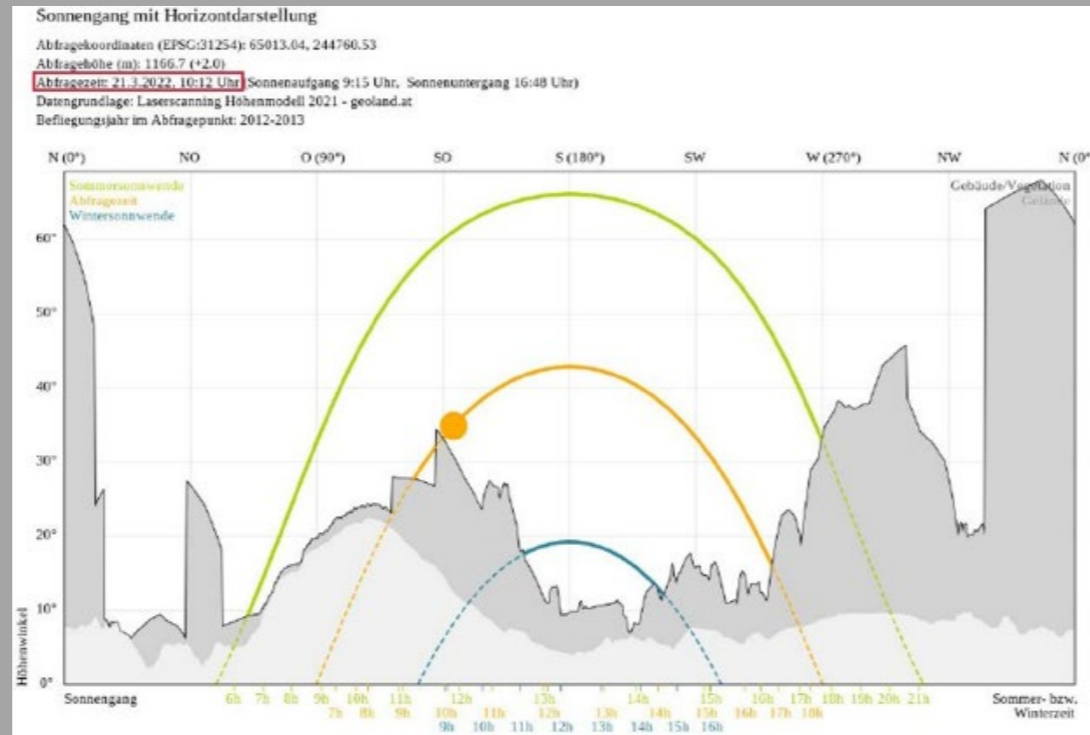 Sonnengang mit Horizontdarstellung
Abfragekoordinaten (EPSG:31254): 65013.04, 244760.53
Abfragehöhe (m): 1166.7 (+2.0)
Abfragezeit: 21.3.2022, 10:12 Uhr (Sonnenaufgang 9:15 Uhr, Sonnenuntergang 16:48 Uhr)
Datengrundlage: Laserscanning Höhenmodell 2021 - geoland.at
Befliegungsjahr im Abfragepunkt: 2012-2013
N (0°) NO O (90°) SO S (180°) SW W (270°) NW N (0°
Sommersonnwende Gebäude/Vegetation
Abfragezeit Gelände
Wintersonnwende
60°
50°
40°
30°
20°
10°
0°
Höhenwinkel
Sonnengang 6h 7h 8h 9h 10h 11h 12h 13h 14h 15h 16h 17h 18h 19h 20h 21h Sommer- bzw.
7h 8h 9h 10h 11h 12h 13h 14h 15h 16h 17h 18h Winterzeit
9h 10h 11h 12h 13h 14h 15h 16h